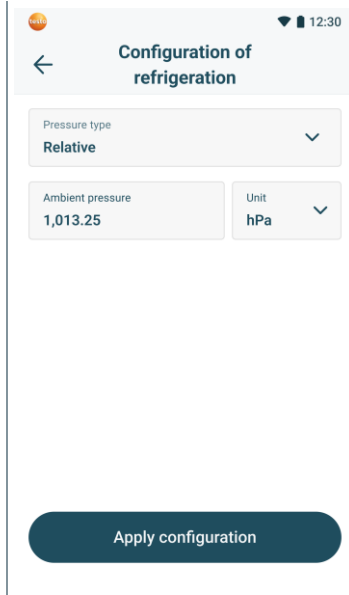 testo
12:30
Configuration of
refrigeration
Pressure type
Relative
Ambient pressure
1,013.25
Unit
hPa
Apply configuration